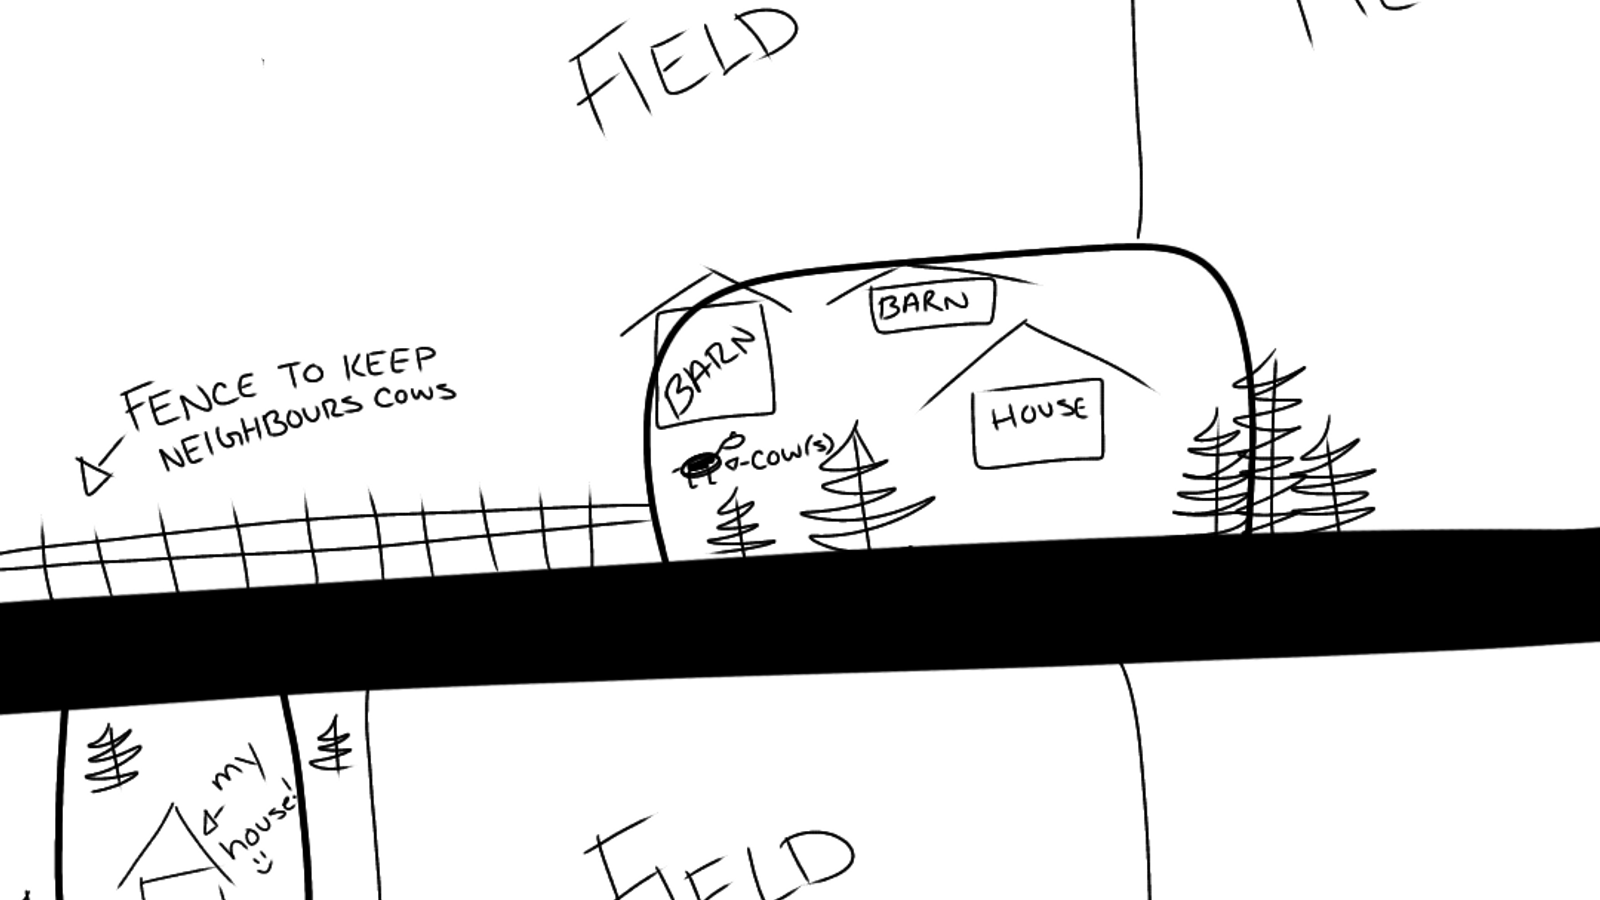 FIELD
BARN
BARN
FENCE TO KEEP
NEIGHBOURS COWS
HOUSE
COW(S)
my
house!
FIELD